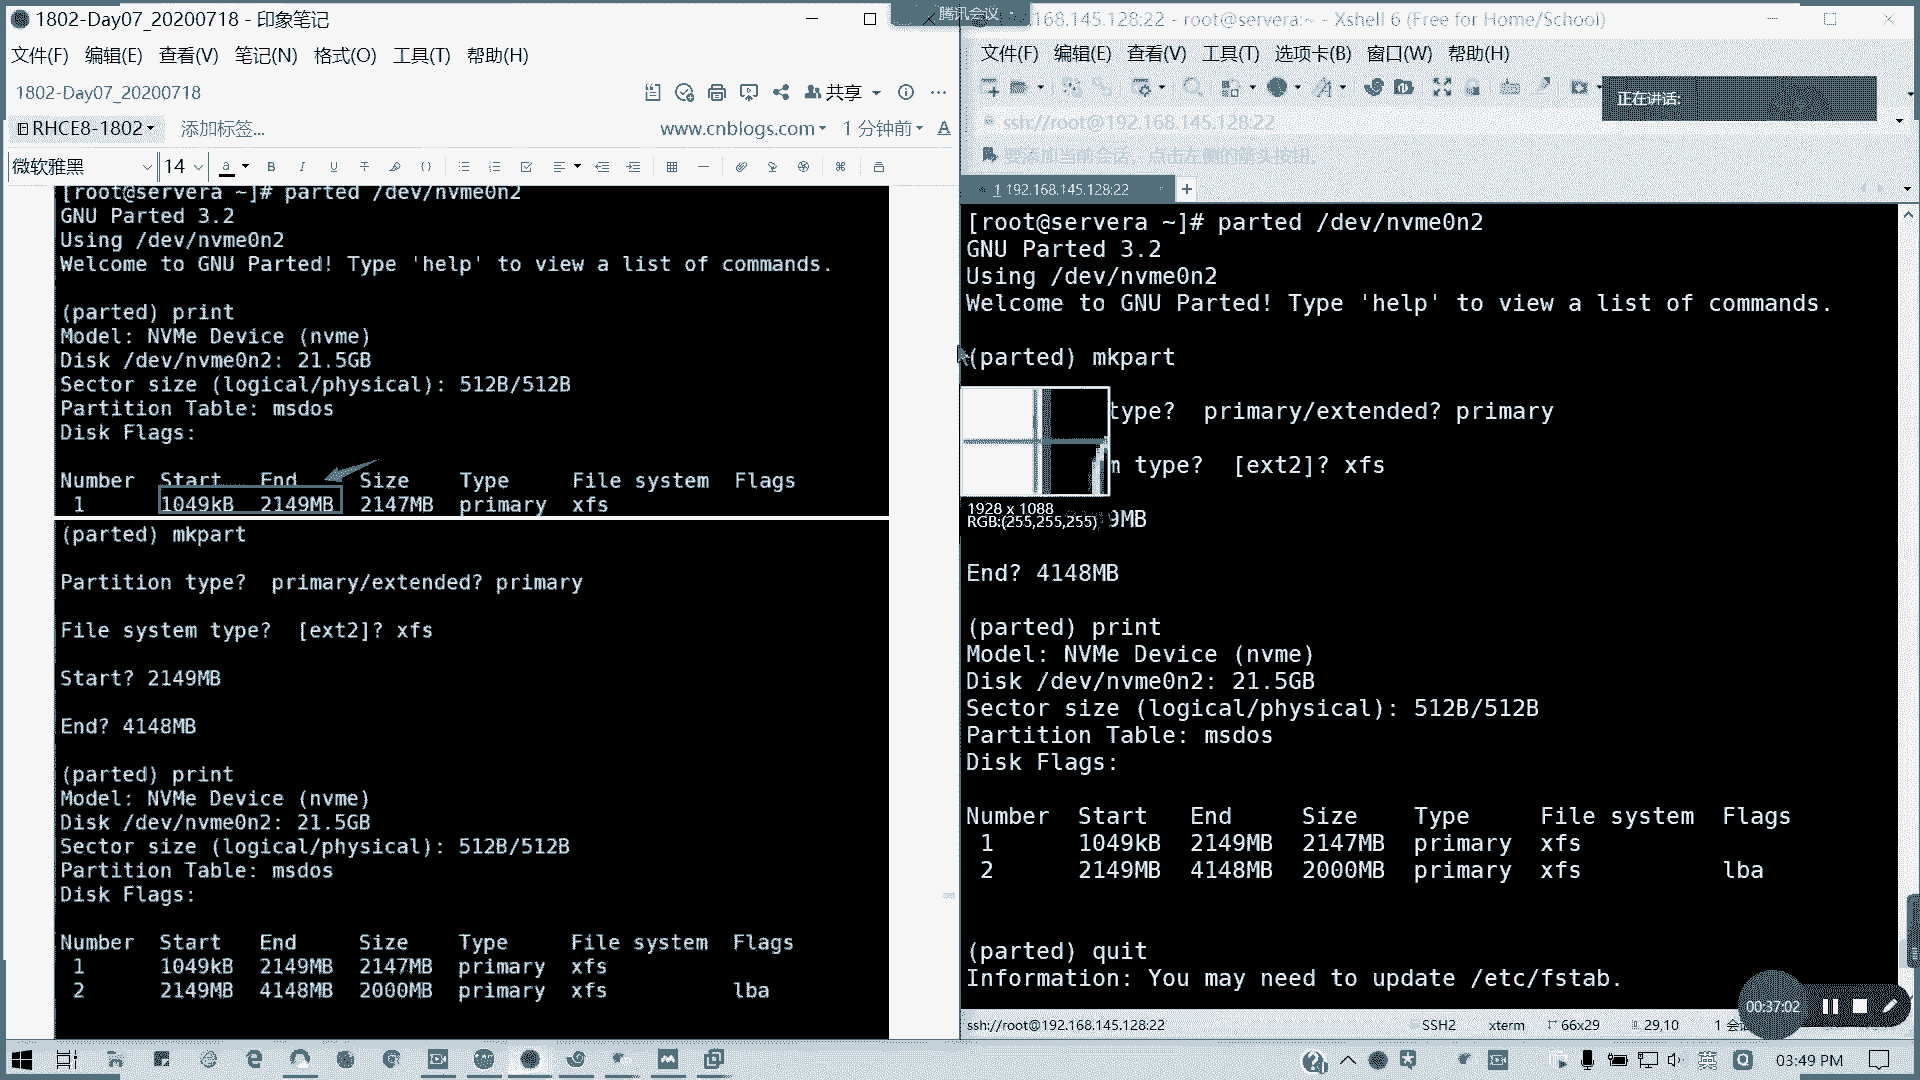 1802-Day07_20200718 - 印象笔记
文件(F) 编辑(E) 查看(V) 笔记(N) 格式(O) 工具(T) 帮助(H)
1802-Day07_20200718
共享
RHCE8-1802
添加标签...
www.cnblogs.com
1 分钟前
微软雅黑
14
[root@servera ~]# parted /dev/nvme0n2
GNU Parted 3.2
Using /dev/nvme0n2
Welcome to GNU Parted! Type 'help' to view a list of commands.
(parted) print
Model: NVMe Device (nvme)
Disk /dev/nvme0n2: 21.5GB
Sector size (logical/physical): 512B/512B
Partition Table: msdos
Disk Flags:
Number Start End Size Type File system Flags
1 1049kB 2149MB 2147MB primary xfs
(parted) mkpart
Partition type? primary/extended? primary
File system type? [ext2]? xfs
Start? 2149MB
End? 4148MB
(parted) print
Model: NVMe Device (nvme)
Disk /dev/nvme0n2: 21.5GB
Sector size (logical/physical): 512B/512B
Partition Table: msdos
Disk Flags:
Number Start End Size Type File system Flags
1 1049kB 2149MB 2147MB primary xfs
2 2149MB 4148MB 2000MB primary xfs lba
腾讯会议
.168.145.128:22 - root@servera:~ - Xshell 6 (Free for Home/School)
文件(F) 编辑(E) 查看(V) 工具(T) 选项卡(B) 窗口(W) 帮助(H)
正在讲话:
ssh://root@192.168.145.128:22
要添加当前会话，点击左侧的箭头按钮。
1 192.168.145.128:22
[root@servera ~]# parted /dev/nvme0n2
GNU Parted 3.2
Using /dev/nvme0n2
Welcome to GNU Parted! Type 'help' to view a list of commands.
(parted) mkpart
type? primary/extended? primary
type? [ext2]? xfs
1928 x 1088
RGB:(255,255,255)
9MB
End? 4148MB
(parted) print
Model: NVMe Device (nvme)
Disk /dev/nvme0n2: 21.5GB
Sector size (logical/physical): 512B/512B
Partition Table: msdos
Disk Flags:
Number Start End Size Type File system Flags
1 1049kB 2149MB 2147MB primary xfs
2 2149MB 4148MB 2000MB primary xfs lba
(parted) quit
Information: You may need to update /etc/fstab.
00:37:02
ssh://root@192.168.145.128:22
SSH2
xterm
66x29
29,10
英
03:49 PM